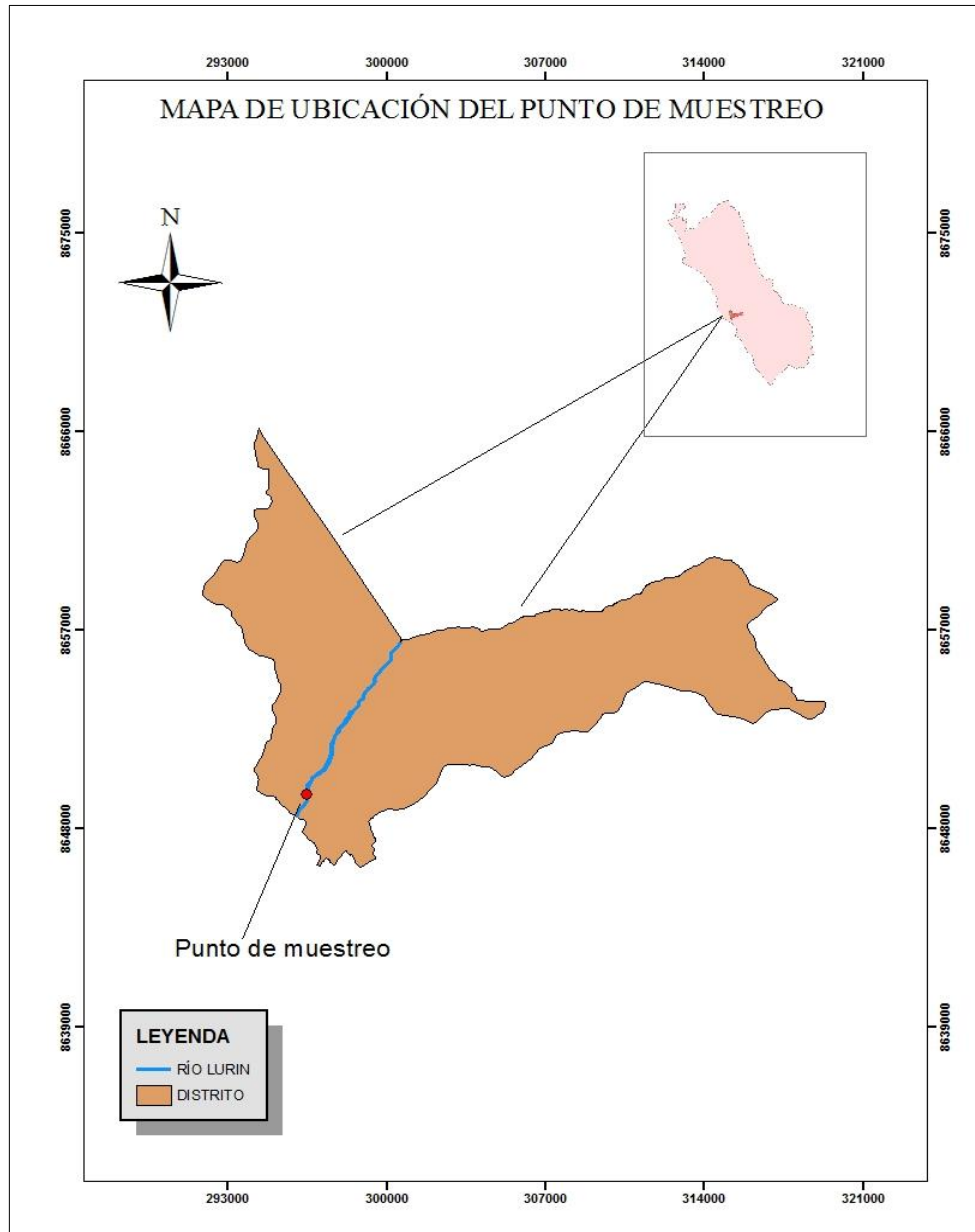 293000 300000 307000 314000 321000
MAPA DE UBICACIÓN DEL PUNTO DE MUESTREO
N
8675000 8675000
8666000 8666000
8657000 8657000
8648000 8648000
Punto de muestreo
8639000 8639000
LEYENDA
RÍO LURIN
DISTRITO
293000 300000 307000 314000 321000